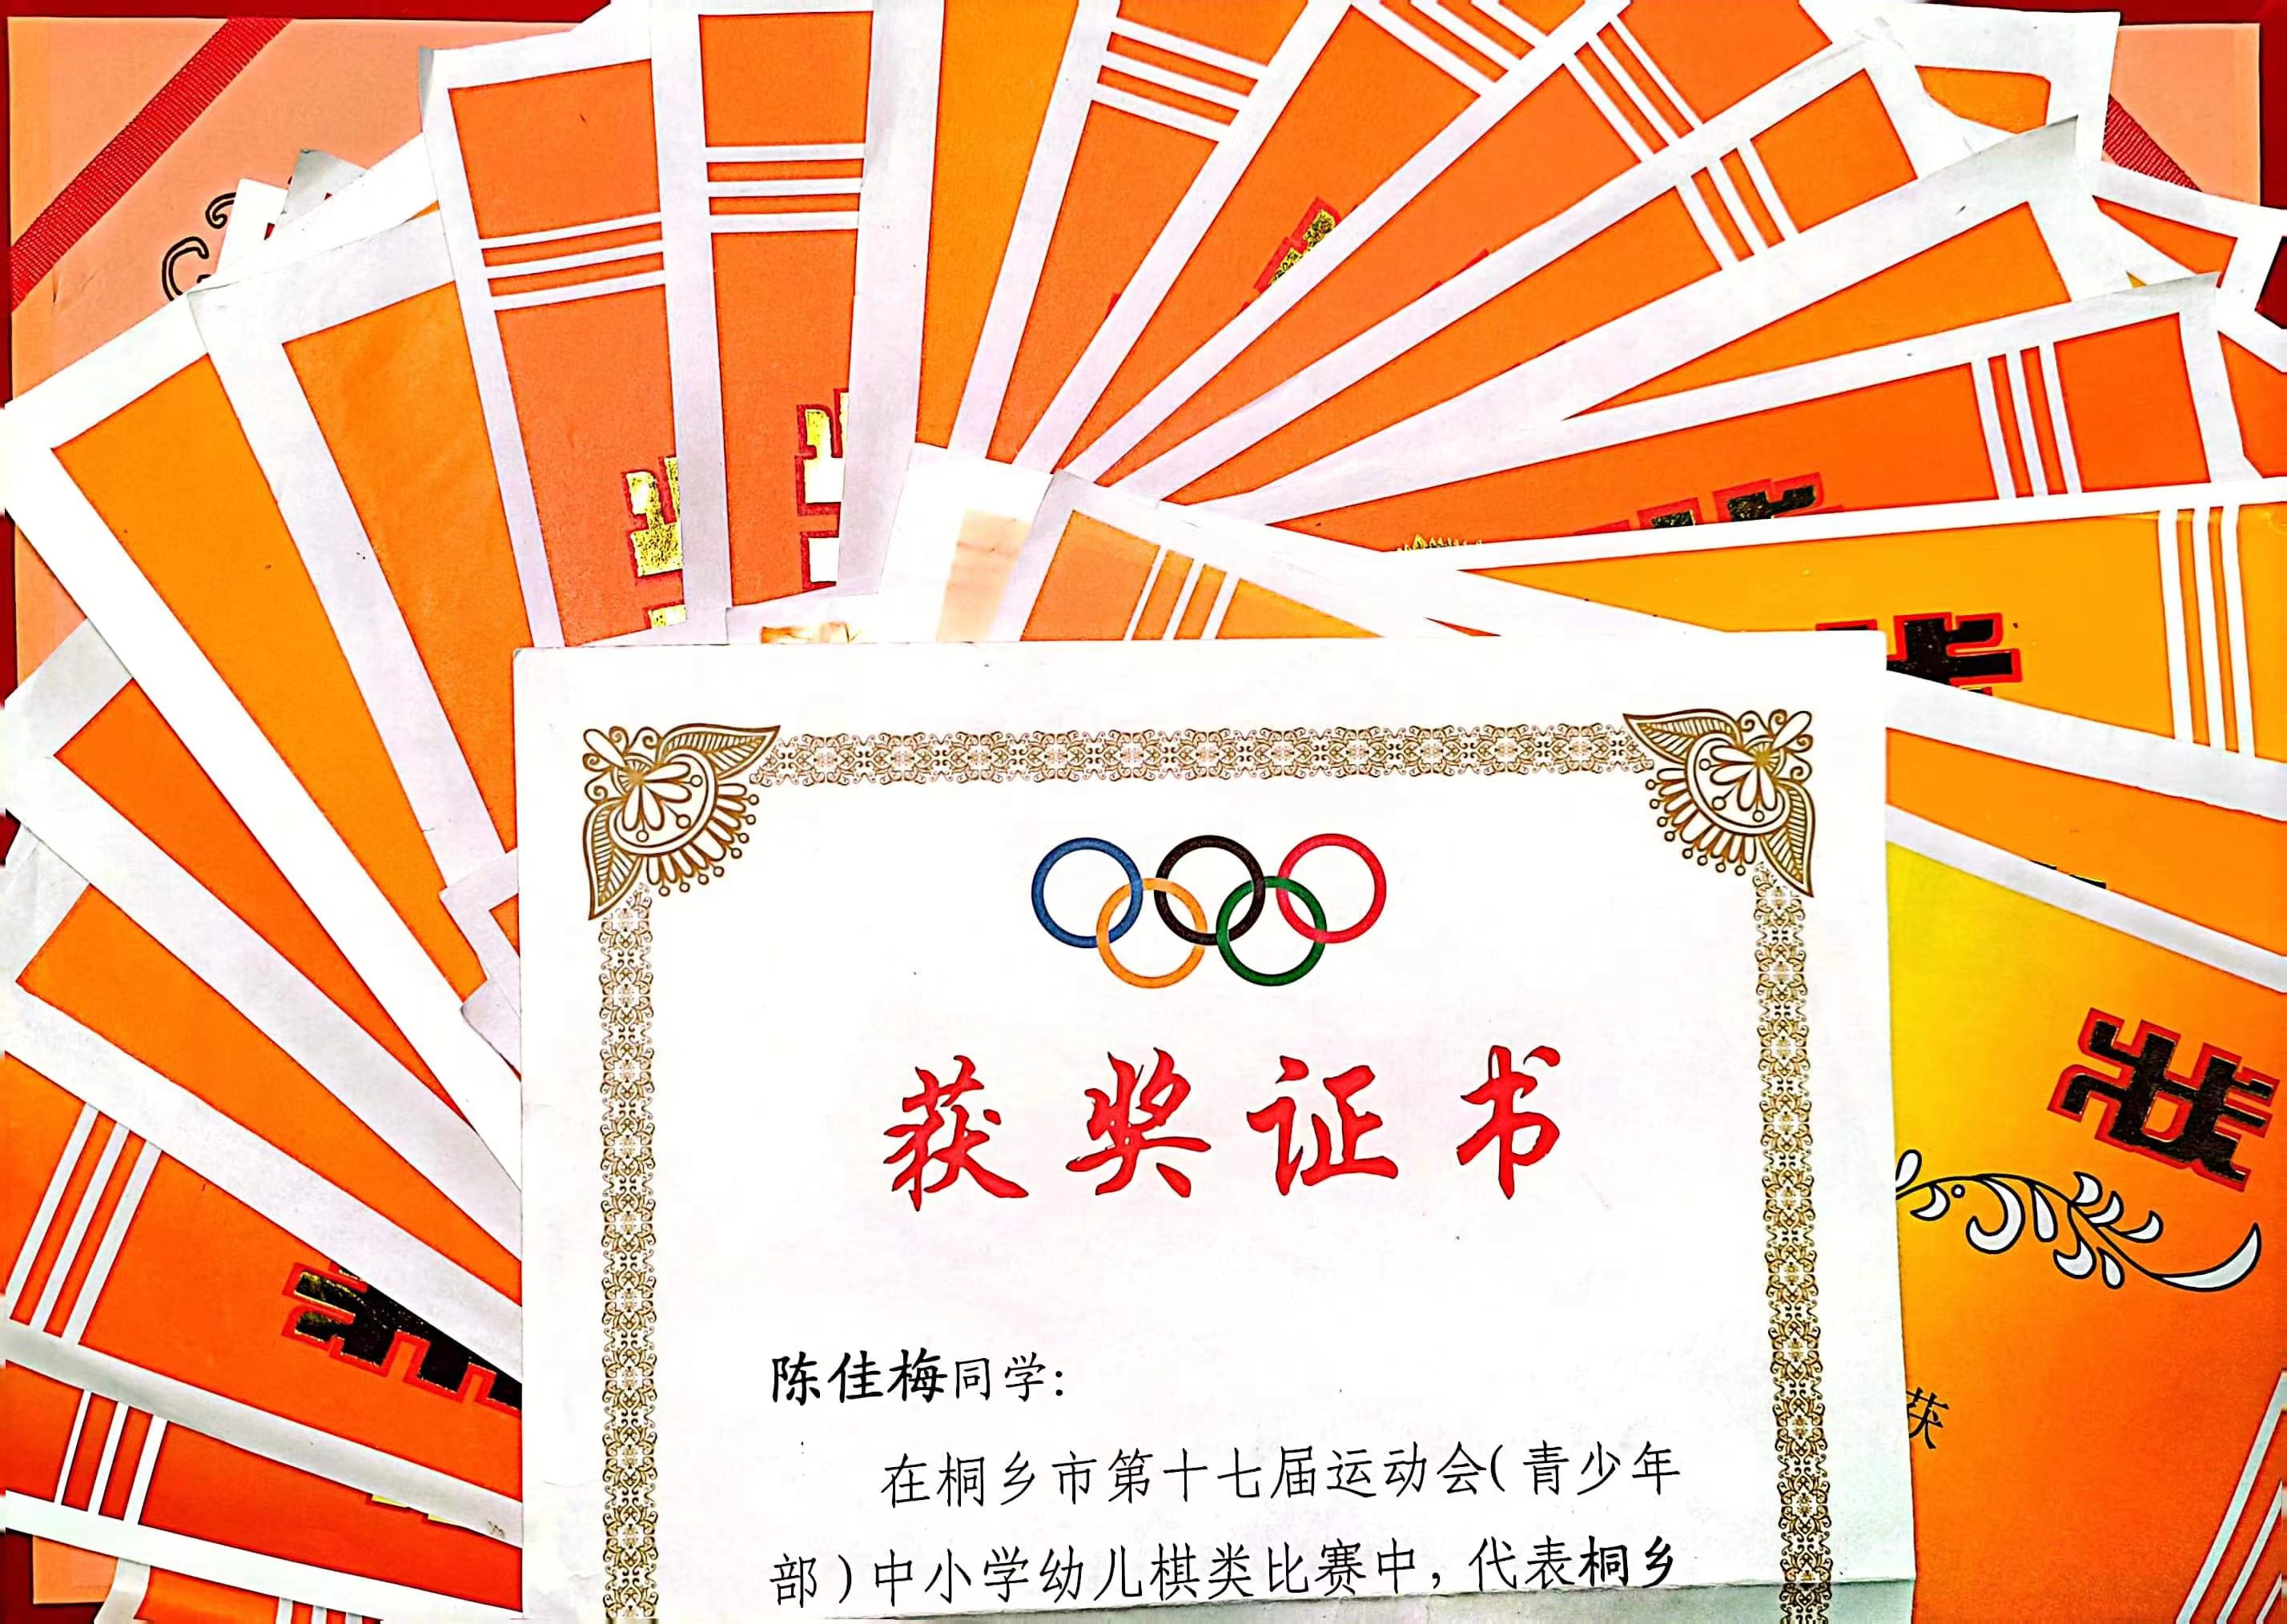 获奖证书
陈佳梅同学:
在桐乡市第十七届运动会(青少年
部)中小学幼儿棋类比赛中,代表桐乡
状
获